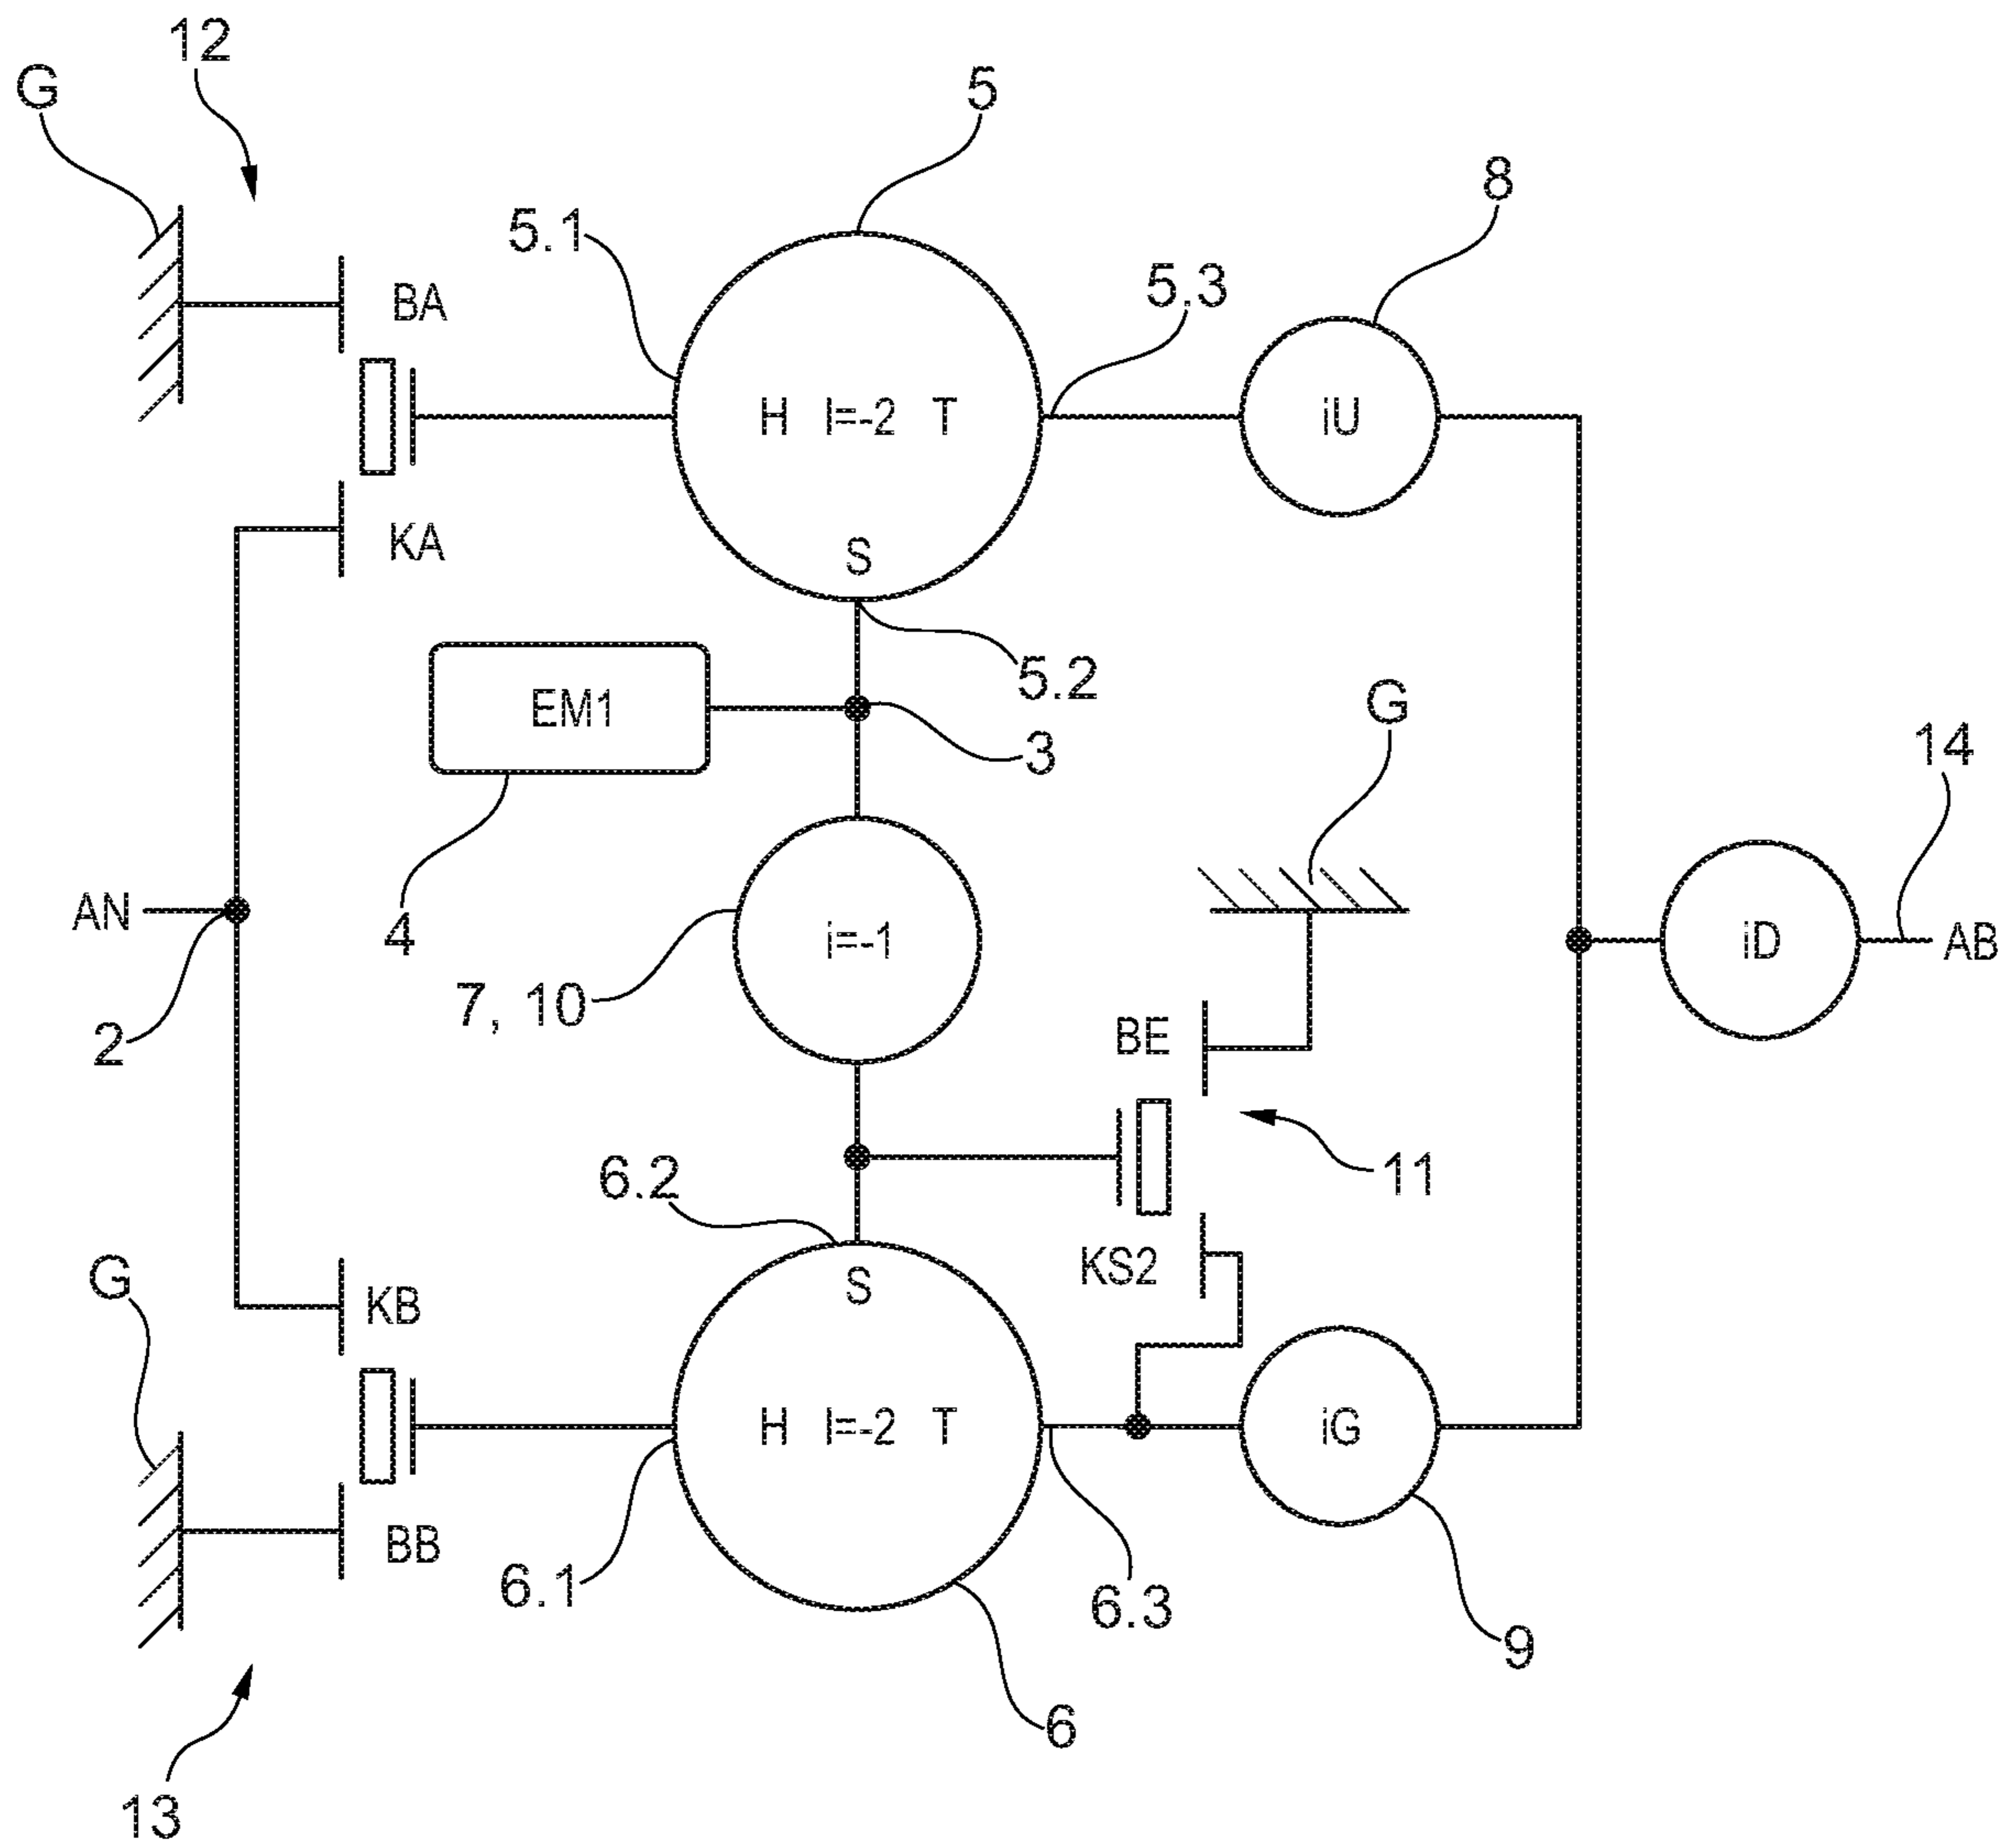 12
G
5
8
5.1
5.3
BA
H I=-2 T
iU
KA
S
5.2
EM1
G
3
14
AN
4
i=-1
iD
AB
7, 10
2
BE
6.2
11
G
KS2
S
KB
H I=-2 T
iG
BB
6.1
6.3
9
6
13